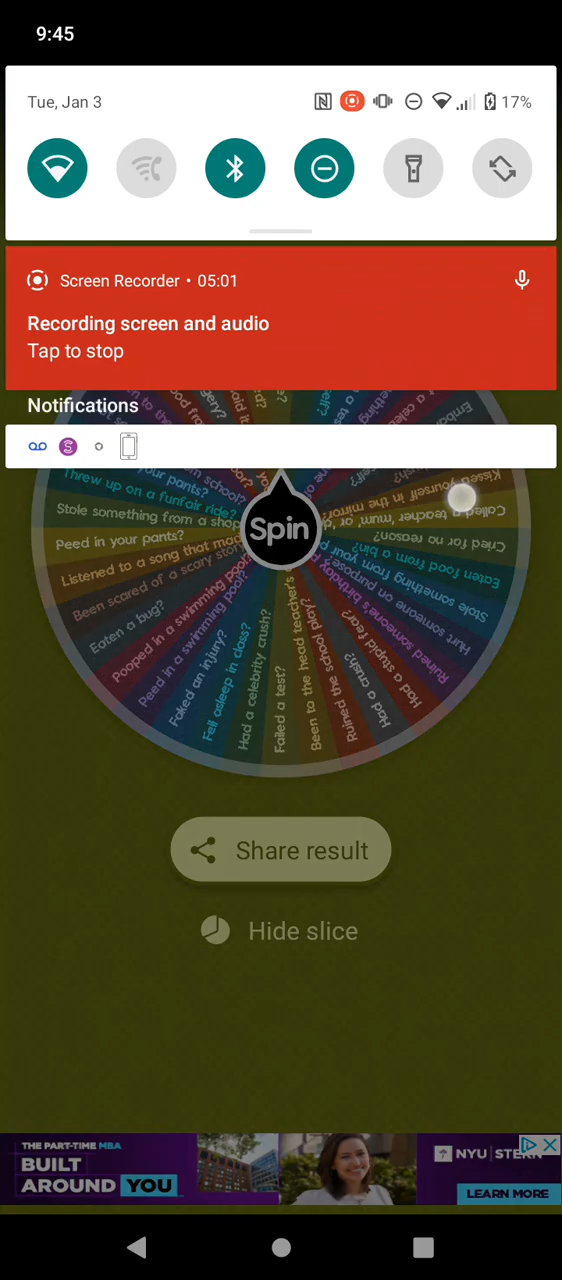 9:45
Tue, Jan 3
17%
Screen Recorder • 05:01
Recording screen and audio
Tap to stop
Notifications
Threw up on a funfair ride?
Stole something from a shop
Peed in your pants?
Listened to a song that
Been scared of a scary
Eaten a bug?
Pooped in a swimming pool?
Peed in a swimming pool?
Faked an injury?
Fell asleep in class?
Had a celebrity crush?
Failed a test?
Been to the head teacher's
Ruined the school play?
Had a crush?
Had a stupid fear?
Ruined someone's birthday
Hurt someone on purpose?
Stole something from your
Eaten food from a bin?
Cried for no reason?
Called a teacher 'mum', or
Kissed yourself in the mirror?
Spin
Share result
Hide slice
THE PART-TIME MBA
BUILT
AROUND YOU
NYU STERN
LEARN MORE